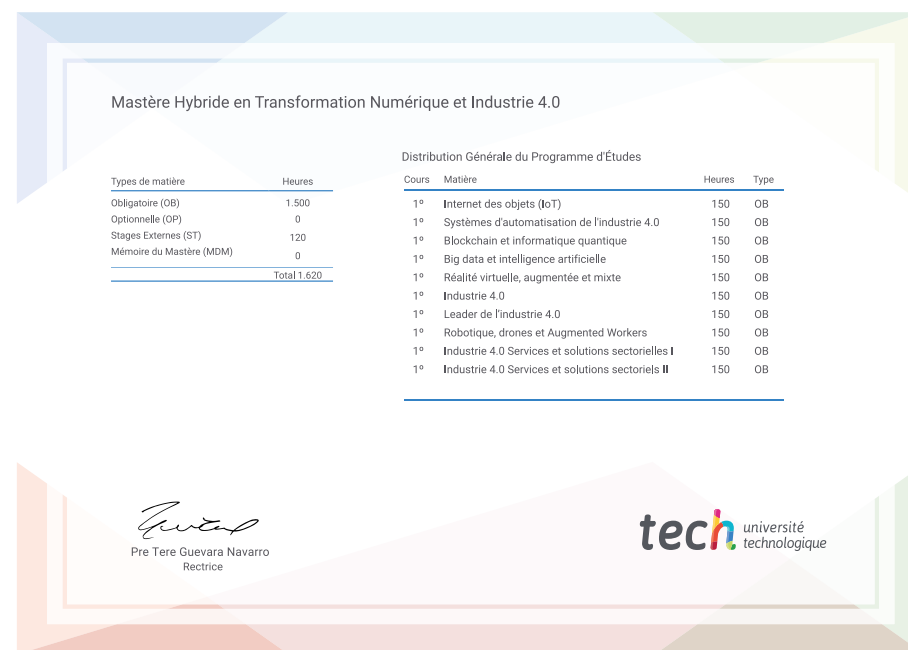 Mastère Hybride en Transformation Numérique et Industrie 4.0
Types de matière Heures
Obligatoire (OB) 1.500
Optionnelle (OP) 0
Stages Externes (ST) 120
Mémoire du Mastère (MDM) 0
Total 1.620
Distribution Générale du Programme d'Études
Cours Matière Heures Type
1º Internet des objets (IoT) 150 OB
1º Systèmes d'automatisation de l'industrie 4.0 150 OB
1º Blockchain et informatique quantique 150 OB
1º Big data et intelligence artificielle 150 OB
1º Réalité virtuelle, augmentée et mixte 150 OB
1º Industrie 4.0 150 OB
1º Leader de l'industrie 4.0 150 OB
1º Robotique, drones et Augmented Workers 150 OB
1º Industrie 4.0 Services et solutions sectorielles I 150 OB
1º Industrie 4.0 Services et solutions sectoriels II 150 OB
Pre Tere Guevara Navarro
Rectrice
tech université
technologique